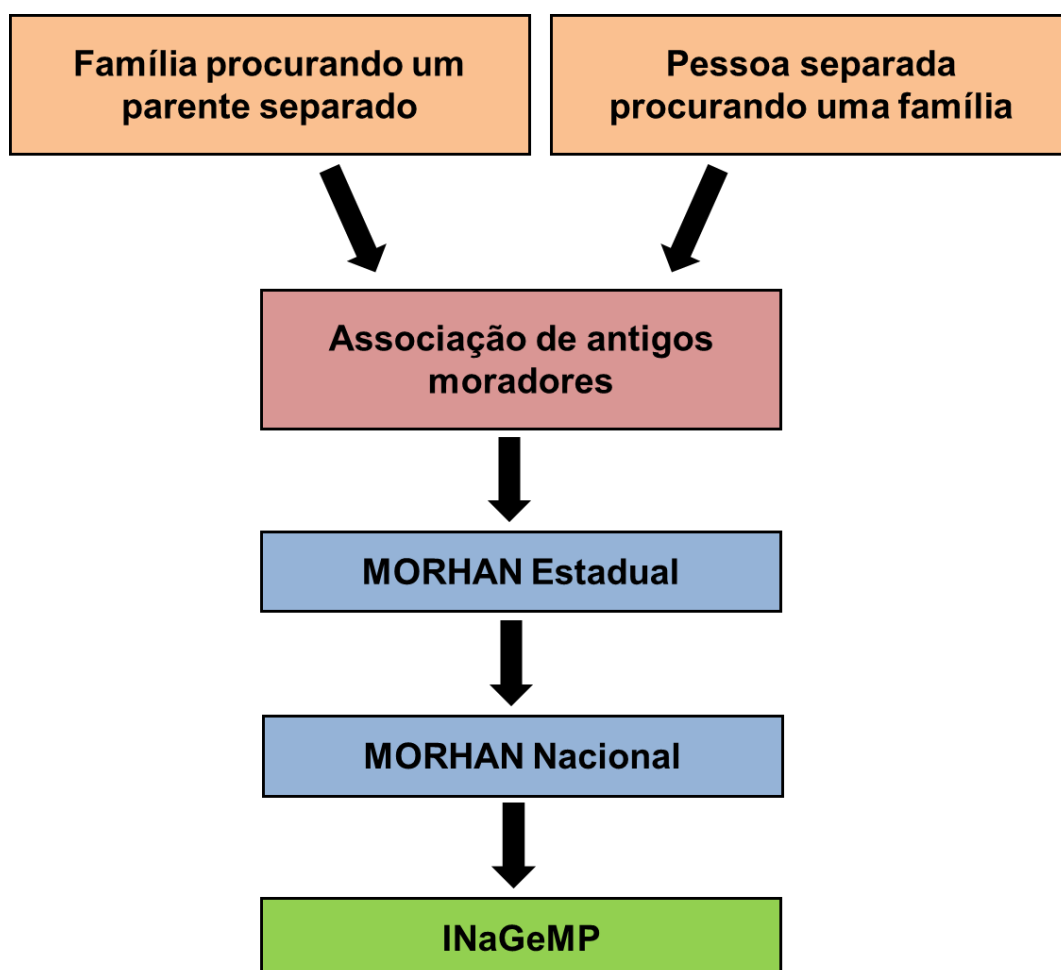 Família procurando um
parente separado
Pessoa separada
procurando uma família
Associação de antigos
moradores
MORHAN Estadual
MORHAN Nacional
INaGeMP